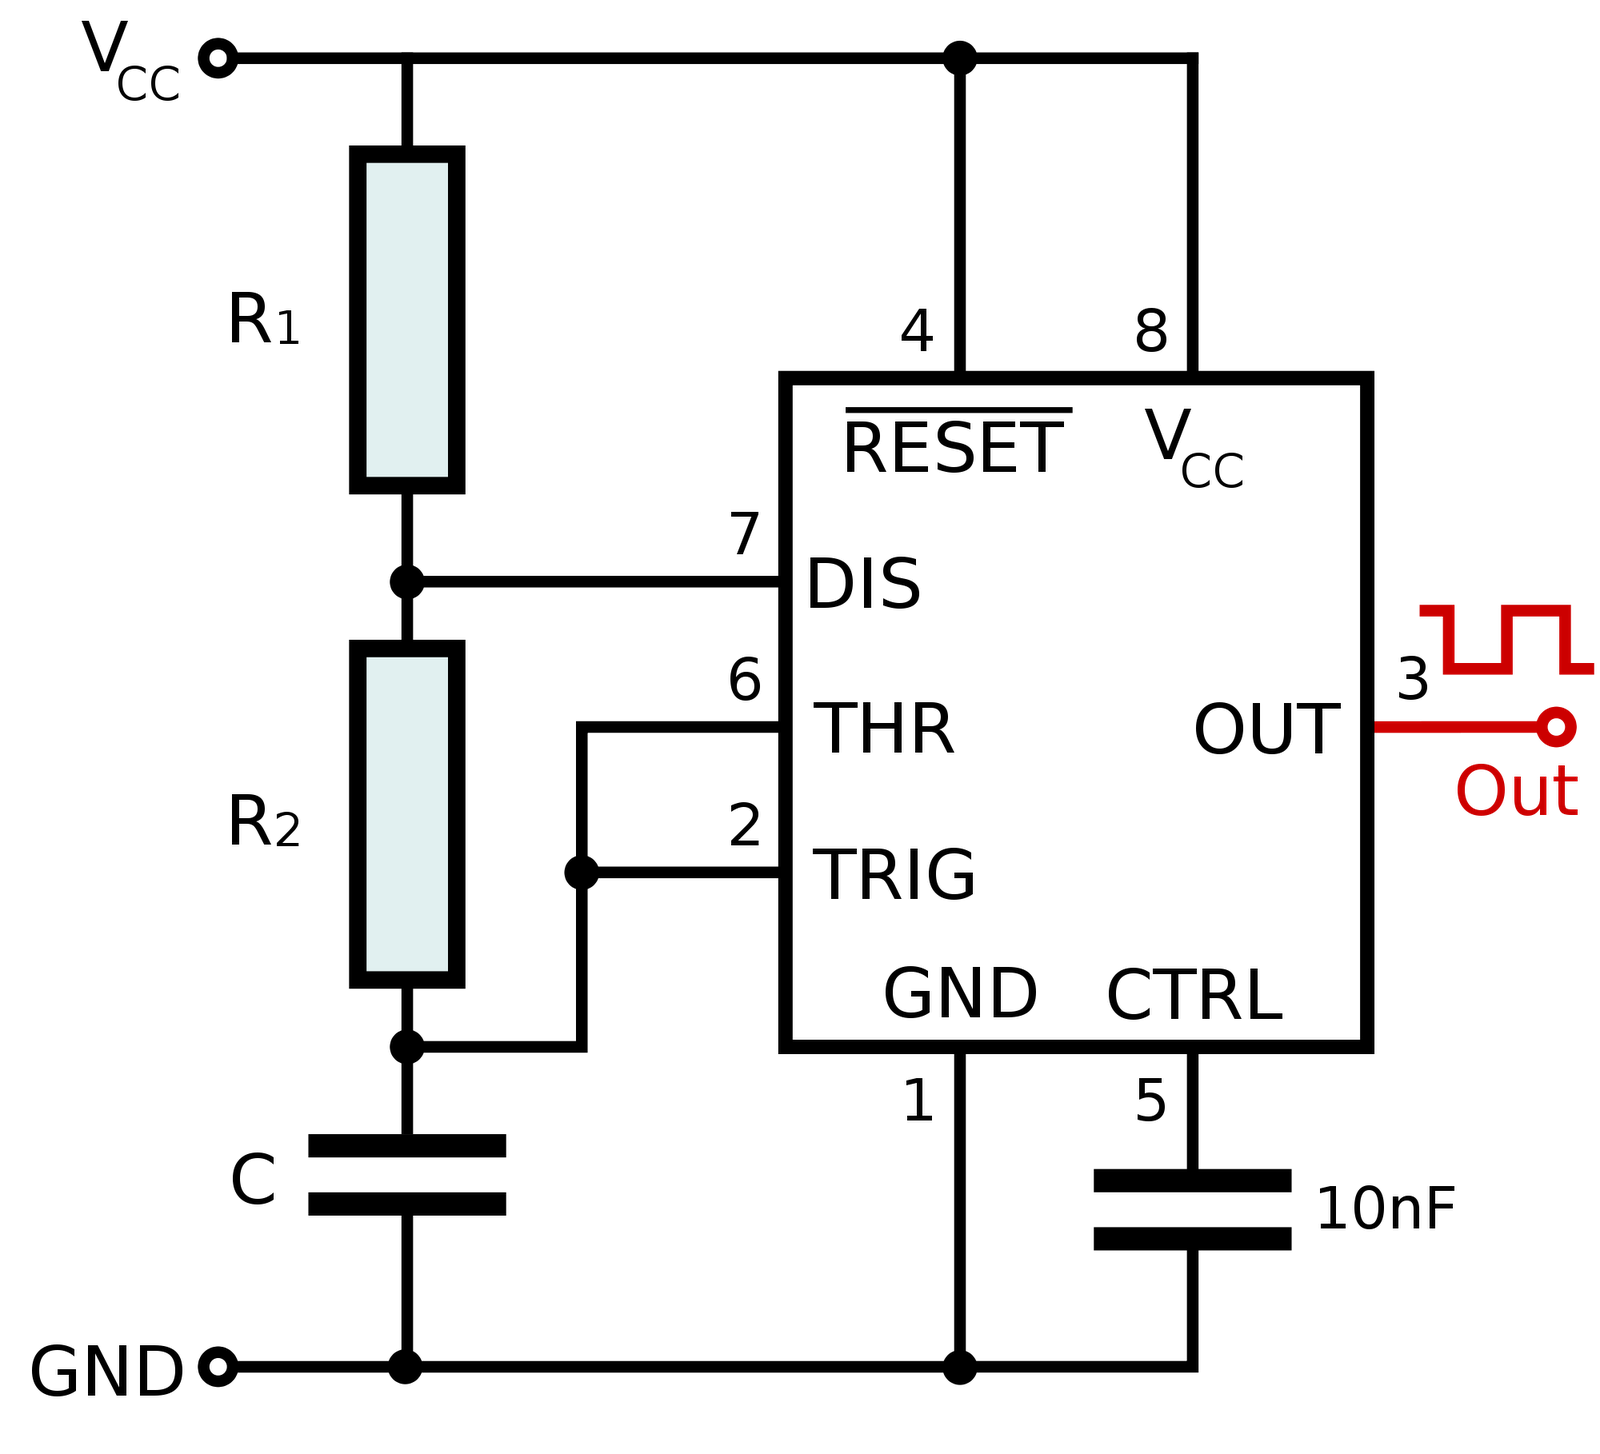 VCC
R1
4
8
RESET
VCC
7
DIS
6
THR
3
OUT
Out
R2
2
TRIG
GND
CTRL
1
5
C
10nF
GND